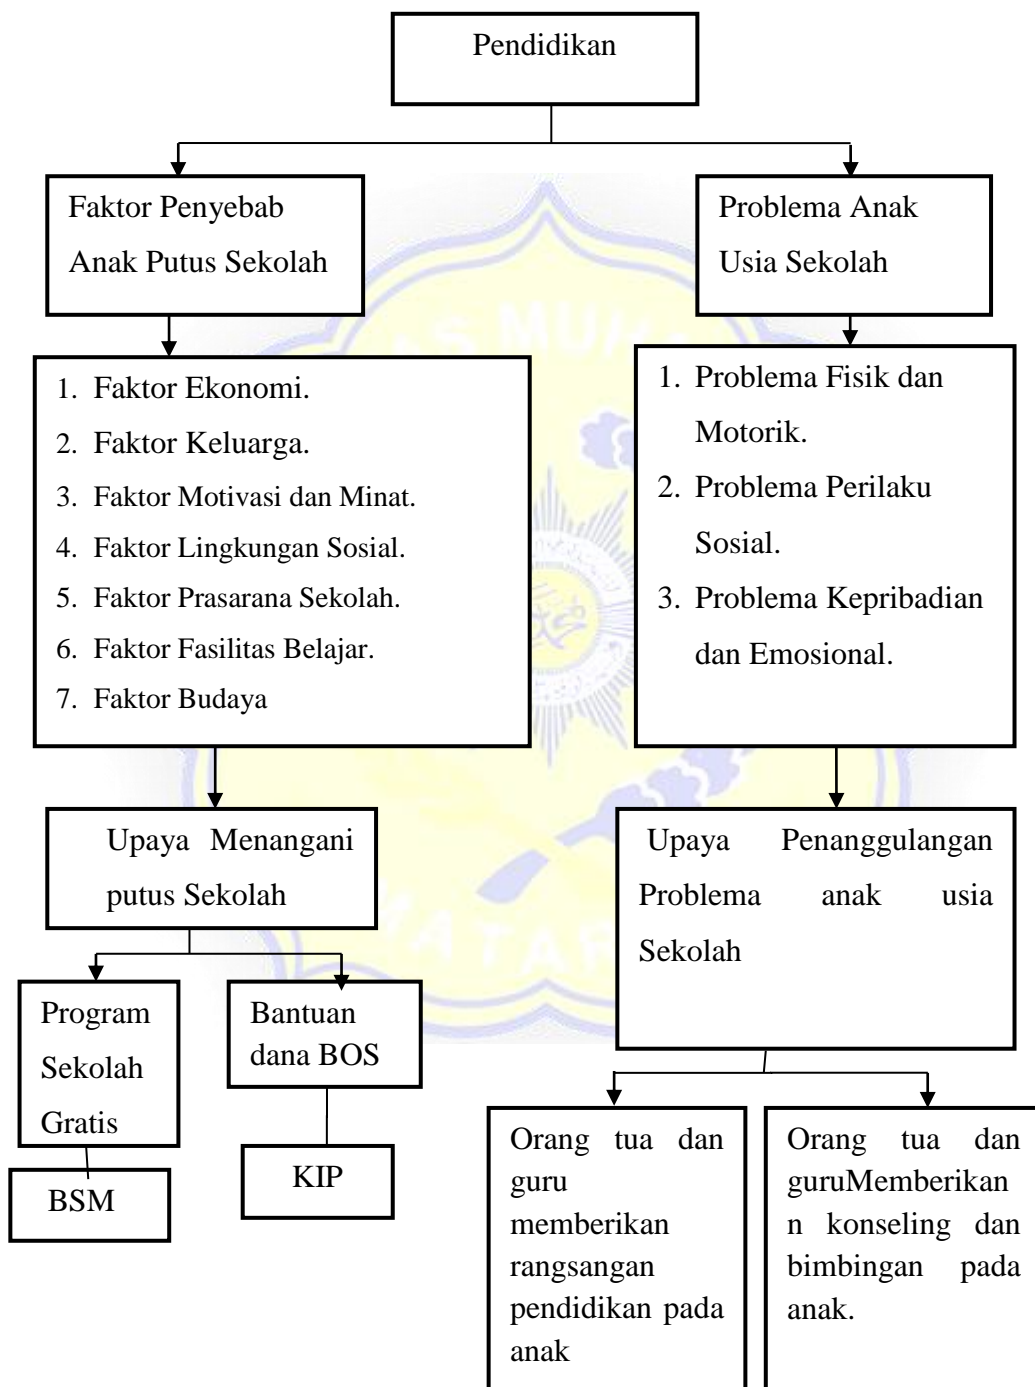 Pendidikan
Faktor Penyebab
Anak Putus Sekolah
Problema Anak
Usia Sekolah
1. Faktor Ekonomi.
2. Faktor Keluarga.
3. Faktor Motivasi dan Minat.
4. Faktor Lingkungan Sosial.
5. Faktor Prasarana Sekolah.
6. Faktor Fasilitas Belajar.
7. Faktor Budaya
1. Problema Fisik dan
Motorik.
2. Problema Perilaku
Sosial.
3. Problema Kepribadian
dan Emosional.
Upaya Menangani
putus Sekolah
Upaya Penanggulangan
Problema anak usia
Sekolah
Program
Sekolah
Gratis
Bantuan
dana BOS
BSM
KIP
Orang tua dan
guru
memberikan
rangsangan
pendidikan pada
anak
Orang tua dan
guruMemberikan
n konseling dan
bimbingan pada
anak.